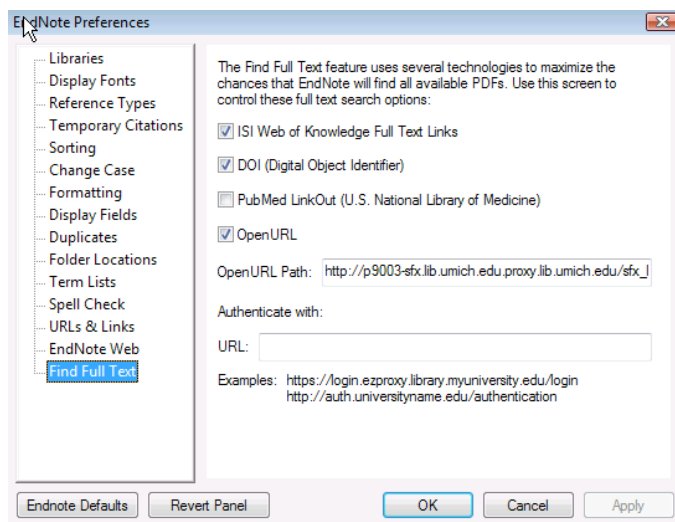 EndNote Preferences
Libraries
Display Fonts
Reference Types
Temporary Citations
Sorting
Change Case
Formatting
Display Fields
Duplicates
Folder Locations
Term Lists
Spell Check
URLs & Links
EndNote Web
Find Full Text
The Find Full Text feature uses several technologies to maximize the
chances that EndNote will find all available PDFs. Use this screen to
control these full text search options:
ISI Web of Knowledge Full Text Links
DOI (Digital Object Identifier)
PubMed LinkOut (U.S. National Library of Medicine)
OpenURL
OpenURL Path: http://p9003-sfx.lib.umich.edu.proxy.lib.umich.edu/sfx_l
Authenticate with:
URL:
Examples: https://login.ezproxy.library.myuniversity.edu/login
http://auth.universityname.edu/authentication
Endnote Defaults Revert Panel OK Cancel Apply